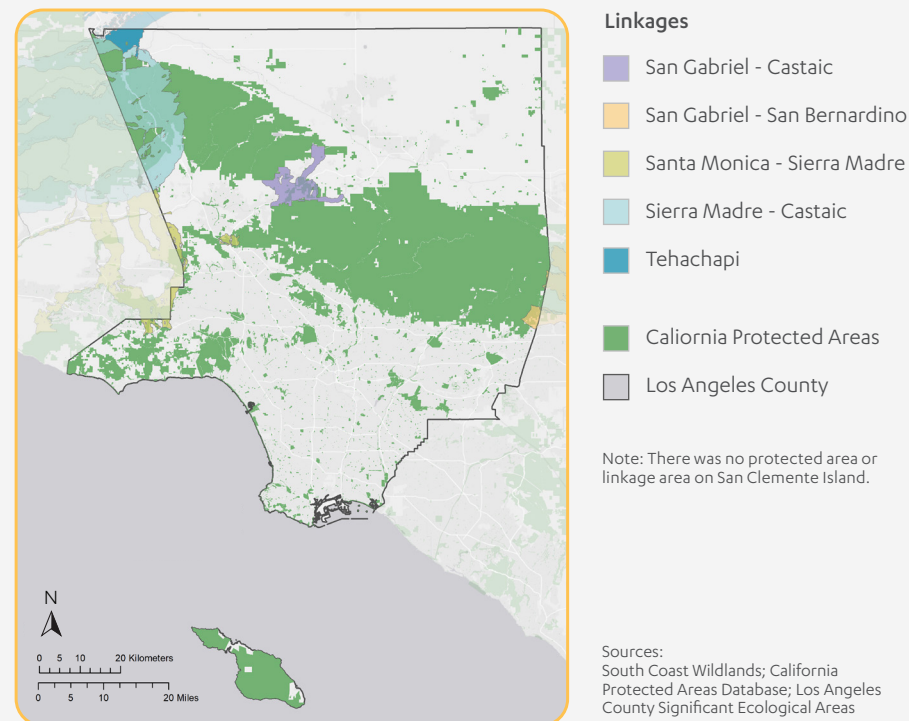 Linkages
San Gabriel - Castaic
San Gabriel - San Bernardino
Santa Monica - Sierra Madre
Sierra Madre - Castaic
Tehachapi
Caliornia Protected Areas
Los Angeles County
Note: There was no protected area or
linkage area on San Clemente Island.
N
0 5 10 20 Kilometers
0 5 10 20 Miles
Sources:
South Coast Wildlands; California
Protected Areas Database; Los Angeles
County Significant Ecological Areas